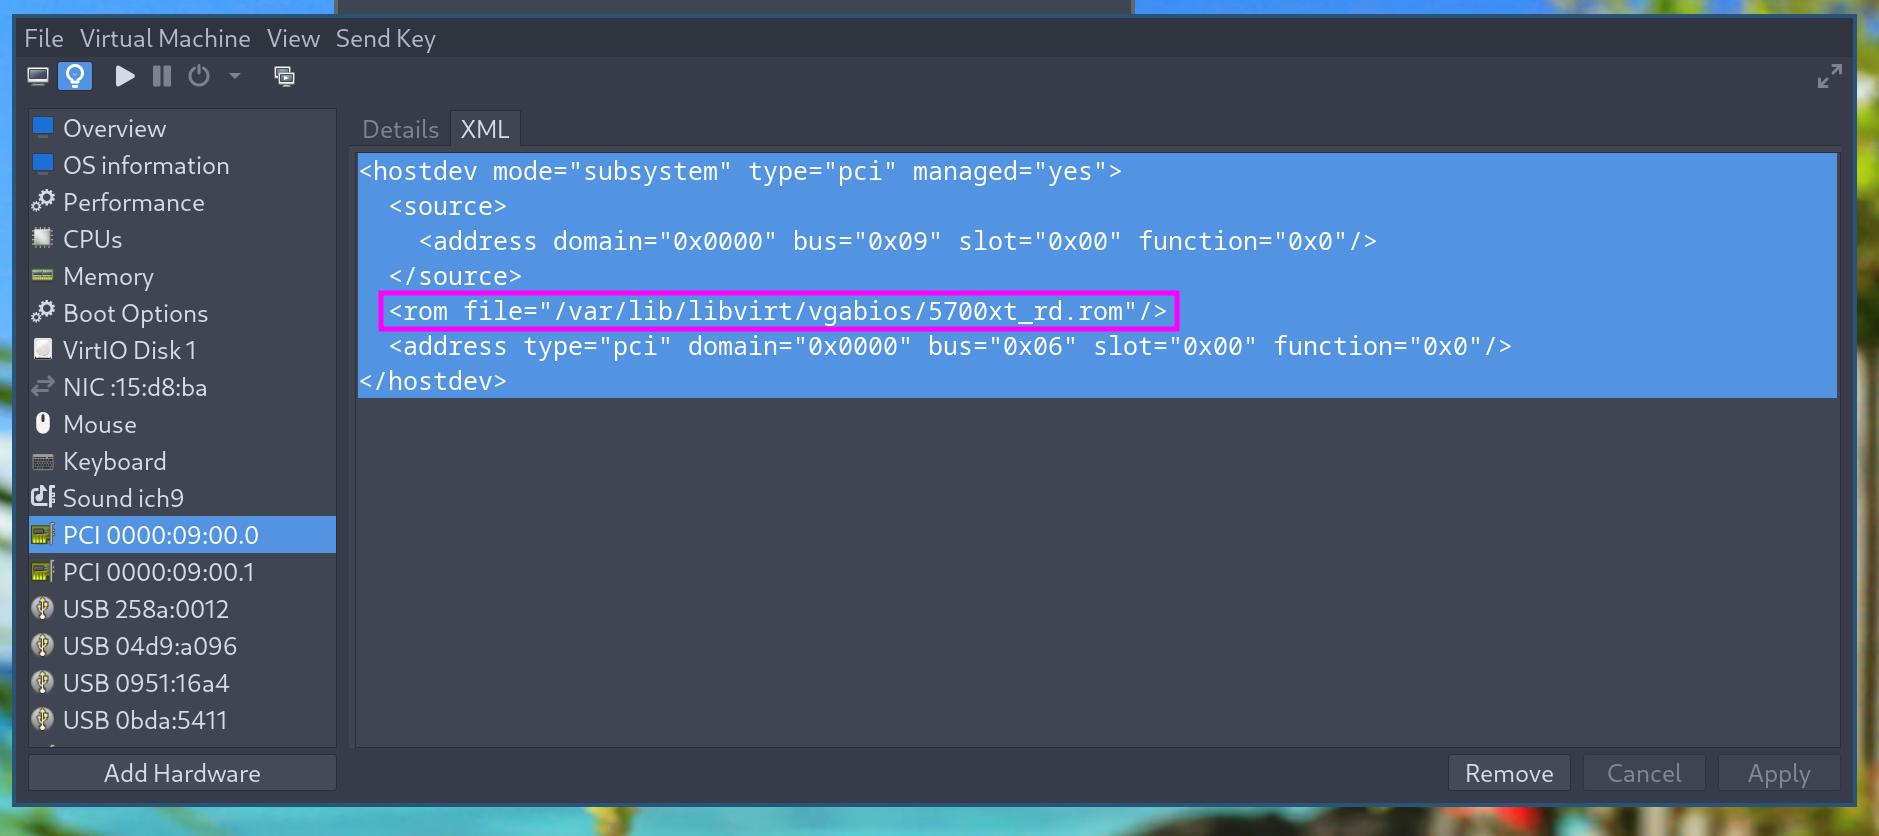 File Virtual Machine View Send Key
Details XML
Overview
OS information
Performance
CPUs
Memory
Boot Options
VirtIO Disk 1
NIC :15:d8:ba
Mouse
Keyboard
Sound ich9
PCI 0000:09:00.0
PCI 0000:09:00.1
USB 258a:0012
USB 04d9:a096
USB 0951:16a4
USB 0bda:5411
<hostdev mode="subsystem" type="pci" managed="yes">
  <source>
    <address domain="0x0000" bus="0x09" slot="0x00" function="0x0"/>
  </source>
  <rom file="/var/lib/libvirt/vgabios/5700xt_rd.rom"/>
  <address type="pci" domain="0x0000" bus="0x06" slot="0x00" function="0x0"/>
</hostdev>
Add Hardware
Remove Cancel Apply